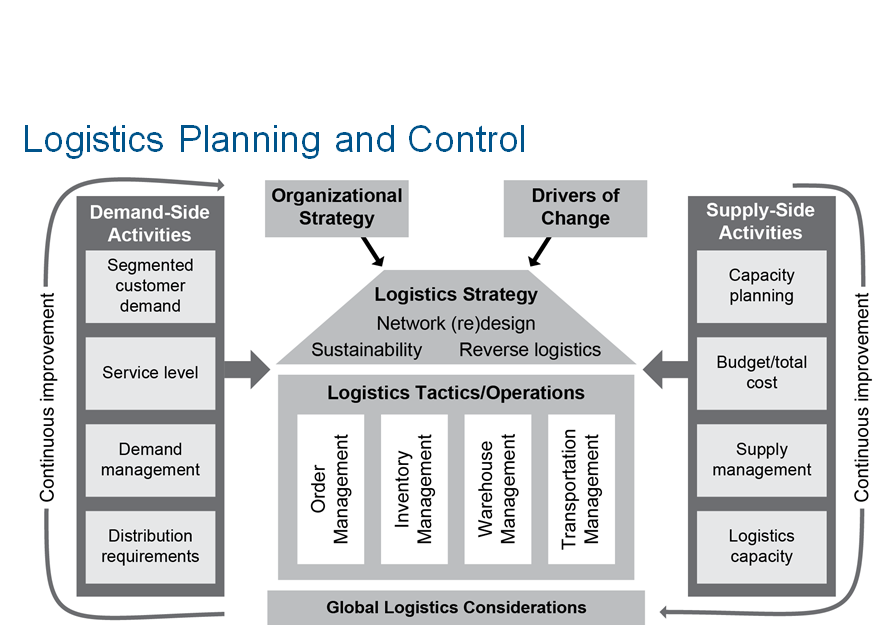 Logistics Planning and Control
Organizational
Strategy
Drivers of
Change
Demand-Side
Activities
Segmented
customer
demand
Service level
Demand
management
Distribution
requirements
Continuous improvement
Logistics Strategy
Network (re)design
Sustainability
Reverse logistics
Logistics Tactics/Operations
Order
Management
Inventory
Management
Warehouse
Management
Transportation
Management
Global Logistics Considerations
Supply-Side
Activities
Capacity
planning
Budget/total
cost
Supply
management
Logistics
capacity
Continuous improvement